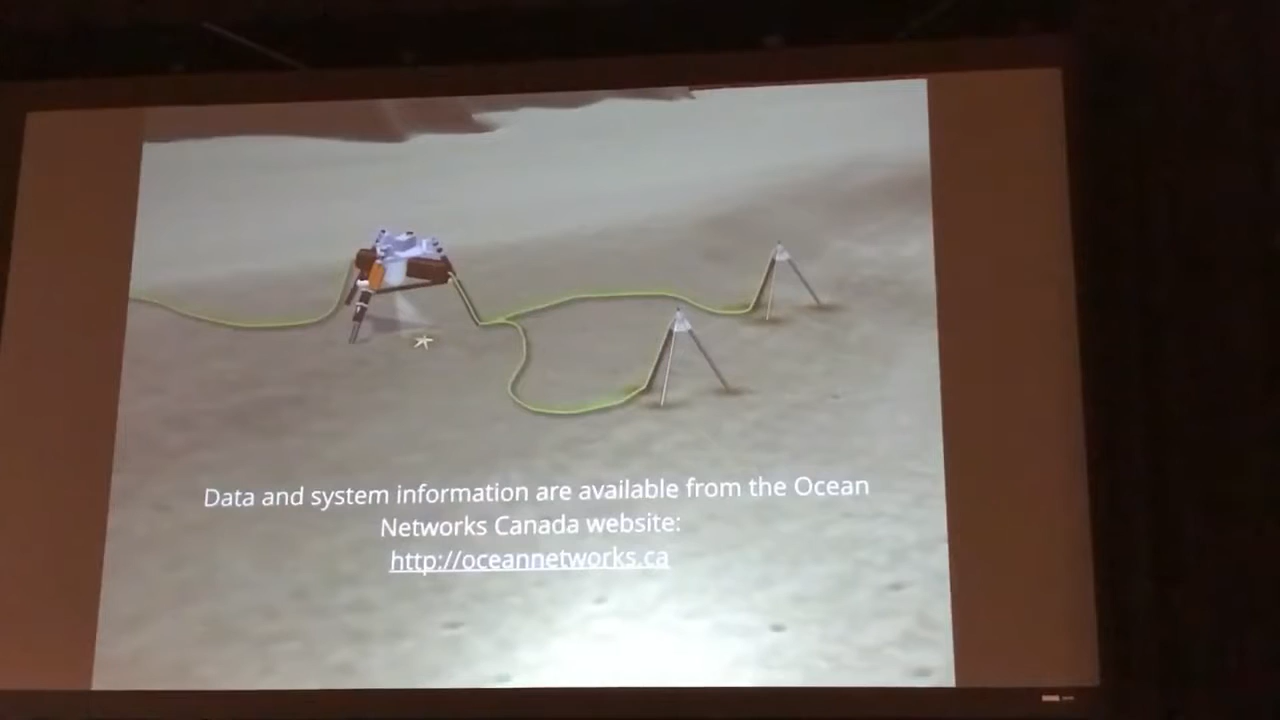 Data and system information are available from the Ocean
Networks Canada website:
http://oceannetworks.ca